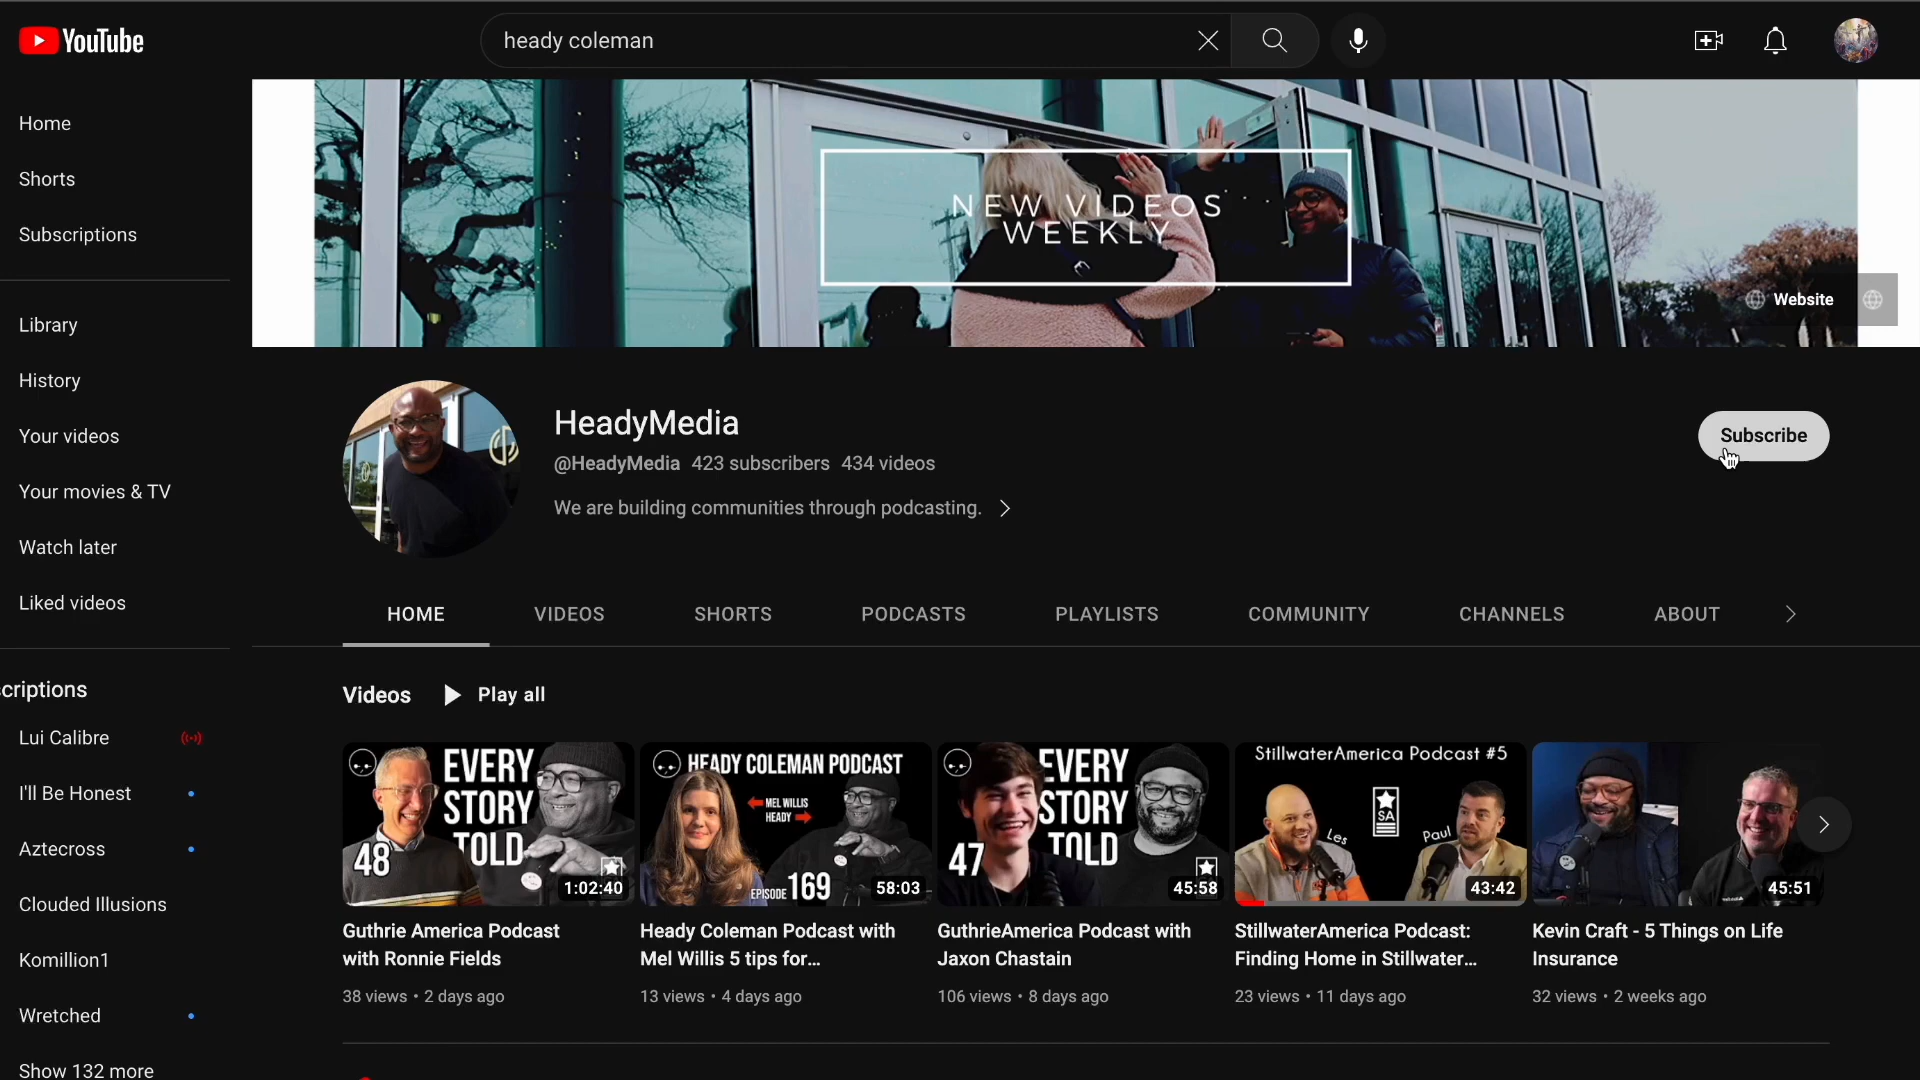 YouTube
heady coleman
Home
Shorts
Subscriptions
Library
History
Your videos
Your movies & TV
Watch later
Liked videos
criptions
Lui Calibre
I'll Be Honest
Aztecross
Clouded Illusions
Komillion1
Wretched
Show 132 more
NEW VIDEOS
WEEKLY
Website
HeadyMedia
@HeadyMedia 423 subscribers 434 videos
We are building communities through podcasting.
Subscribe
HOME VIDEOS SHORTS PODCASTS PLAYLISTS COMMUNITY CHANNELS ABOUT
Videos Play all
EVERY
STORY
TOLD
48
1:02:40
Guthrie America Podcast
with Ronnie Fields
38 views • 2 days ago
HEADY COLEMAN PODCAST
MEL WILLIS
HEADY
EPISODE 169
58:03
Heady Coleman Podcast with
Mel Willis 5 tips for...
13 views • 4 days ago
EVERY
STORY
TOLD
47
45:58
GuthrieAmerica Podcast with
Jaxon Chastain
106 views • 8 days ago
StillwaterAmerica Podcast #5
SA
Les
Paul
43:42
StillwaterAmerica Podcast:
Finding Home in Stillwater...
23 views • 11 days ago
45:51
Kevin Craft - 5 Things on Life
Insurance
32 views • 2 weeks ago